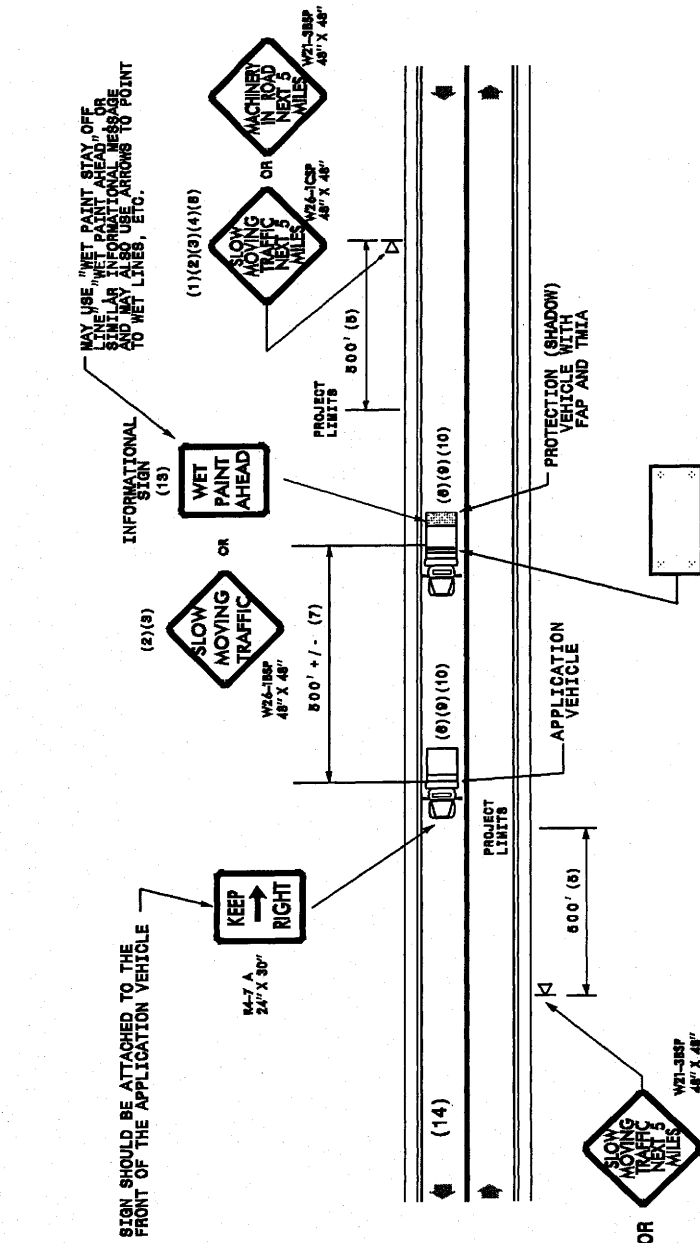 MAY USE "WET PAINT STAY OFF
LINE" "WET PAINT AHEAD", OR
SIMILAR INFORMATIONAL MESSAGE
AND MAY ALSO USE ARROWS TO POINT
TO WET LINES, ETC.
MACHINERY
IN ROAD
NEXT 5
MILES
W21-3BSP
48" X 48"
OR
(1)(2)(3)(4)(5)
SLOW
MOVING
TRAFFIC
NEXT 5
MILES
W26-1CSP
48" X 48"
500' (5)
PROJECT
LIMITS
INFORMATIONAL
SIGN
(13)
WET
PAINT
AHEAD
OR
(2)(3)
SLOW
MOVING
TRAFFIC
W26-1BSP
48" X 48"
500' +/- (7)
(9)(10)
PROTECTION (SHADOW)
VEHICLE WITH
FAP AND TMIA
(9)(10)
APPLICATION
VEHICLE
SIGN SHOULD BE ATTACHED TO THE
FRONT OF THE APPLICATION VEHICLE
KEEP
RIGHT
R4-7 A
24" X 30"
PROJECT
LIMITS
500' (5)
(14)
SLOW
MOVING
TRAFFIC
NEXT 5
MILES
W21-3BSP
48" X 48"
OR